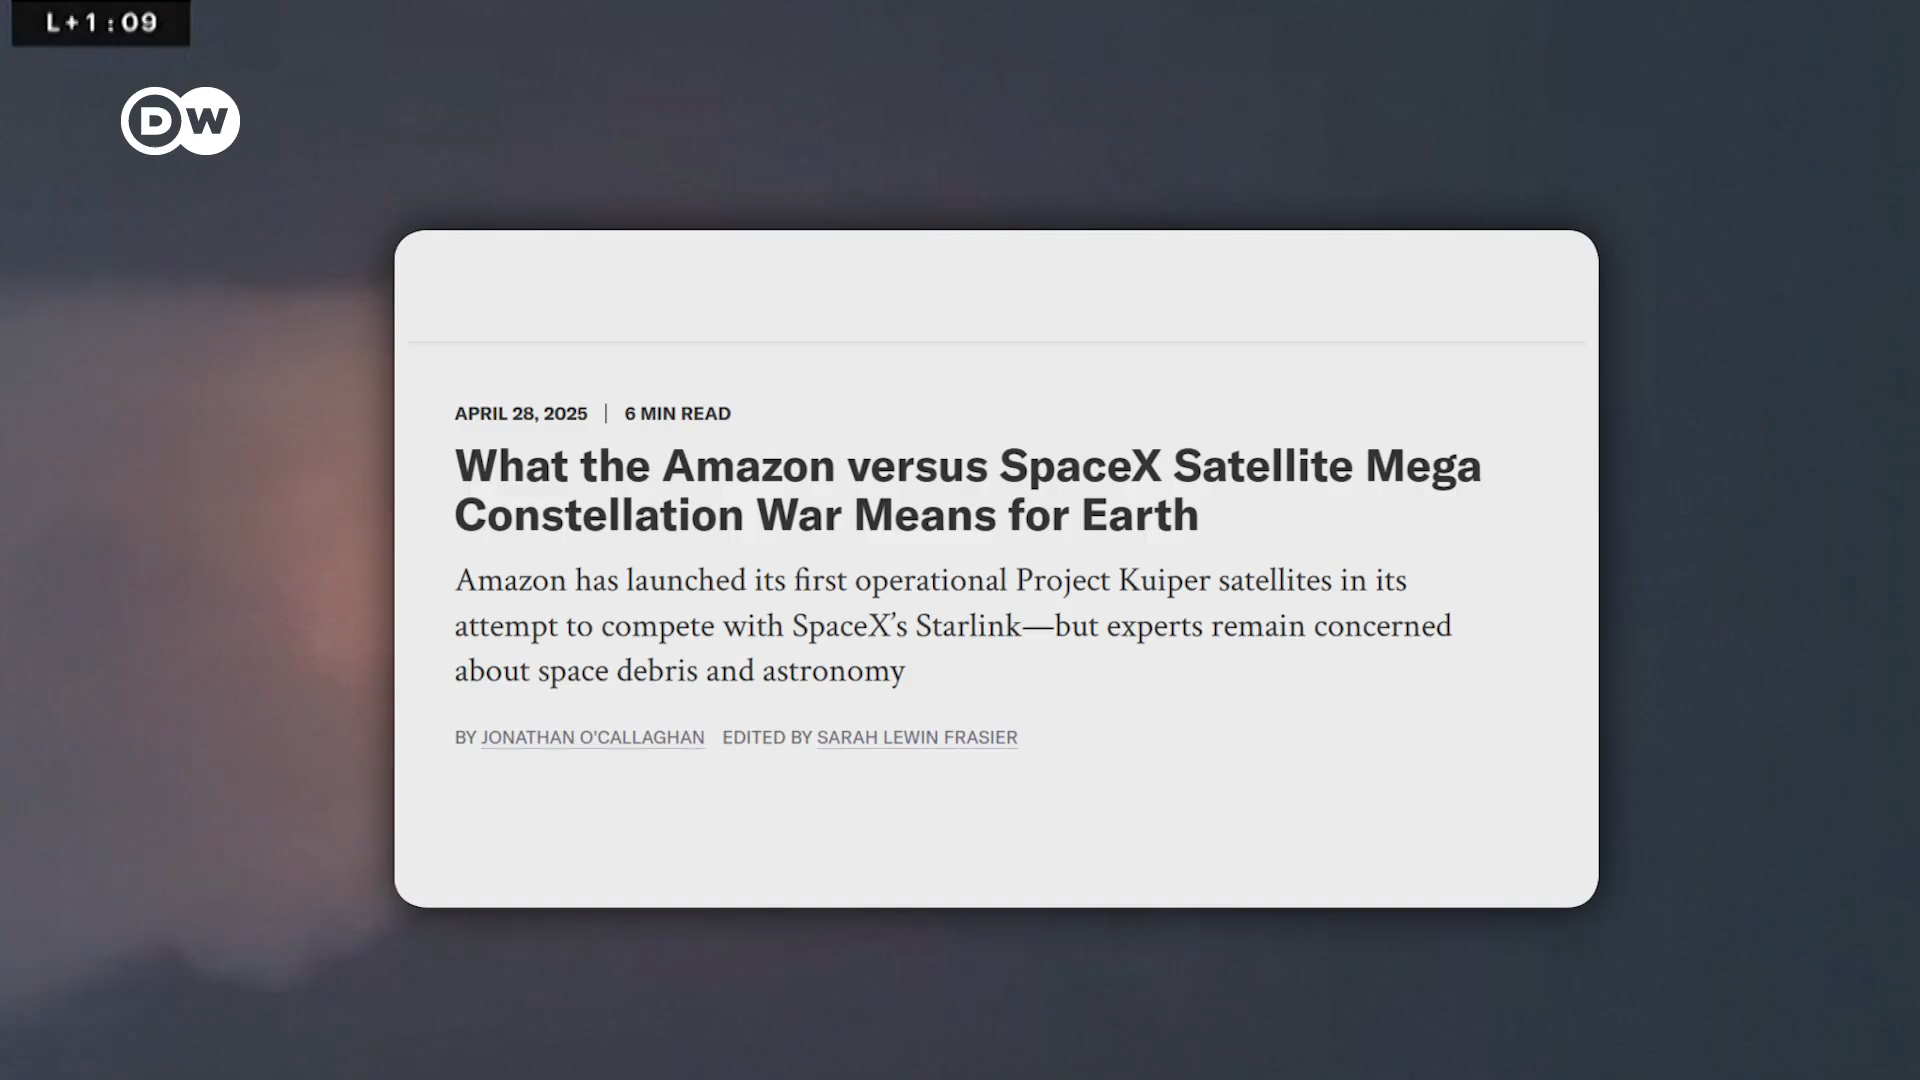 L+1:09
DW
APRIL 28, 2025 | 6 MIN READ
What the Amazon versus SpaceX Satellite Mega
Constellation War Means for Earth
Amazon has launched its first operational Project Kuiper satellites in its
attempt to compete with SpaceX’s Starlink—but experts remain concerned
about space debris and astronomy
BY JONATHAN O'CALLAGHAN EDITED BY SARAH LEWIN FRASIER